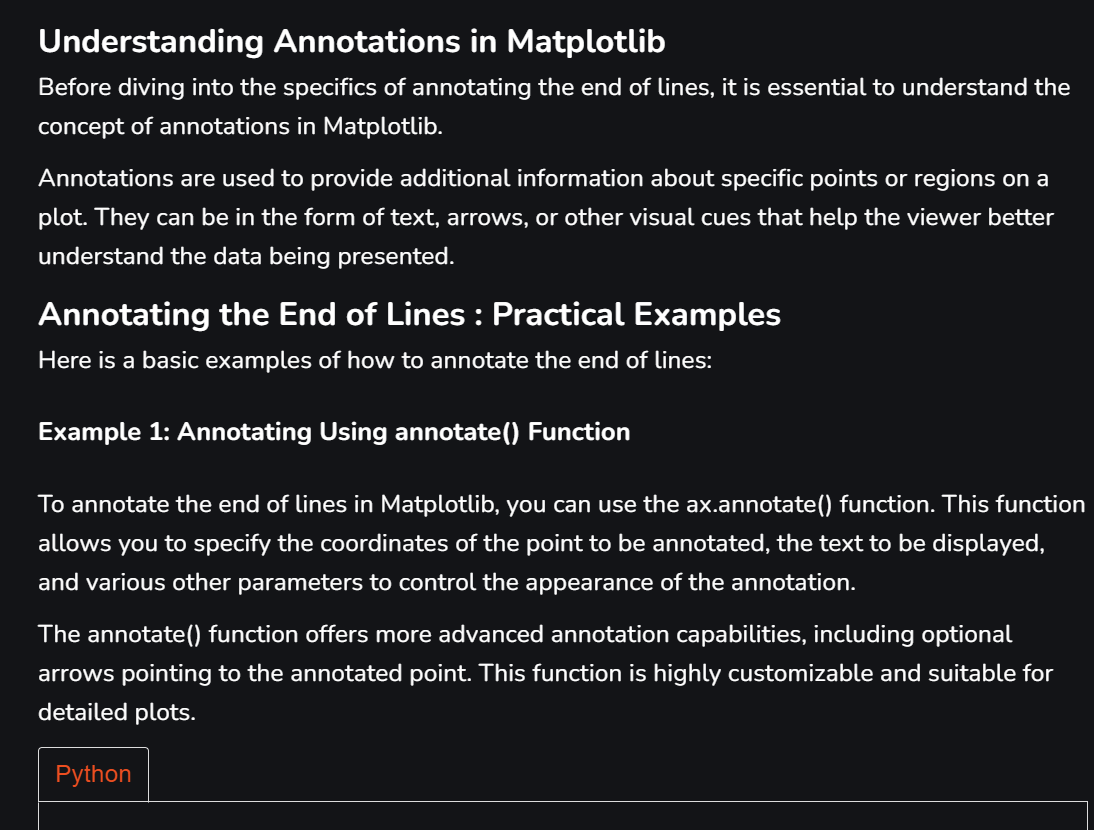 Understanding Annotations in Matplotlib
Before diving into the specifics of annotating the end of lines, it is essential to understand the
concept of annotations in Matplotlib.
Annotations are used to provide additional information about specific points or regions on a
plot. They can be in the form of text, arrows, or other visual cues that help the viewer better
understand the data being presented.
Annotating the End of Lines : Practical Examples
Here is a basic examples of how to annotate the end of lines:
Example 1: Annotating Using annotate() Function
To annotate the end of lines in Matplotlib, you can use the ax.annotate() function. This function
allows you to specify the coordinates of the point to be annotated, the text to be displayed,
and various other parameters to control the appearance of the annotation.
The annotate() function offers more advanced annotation capabilities, including optional
arrows pointing to the annotated point. This function is highly customizable and suitable for
detailed plots.
Python